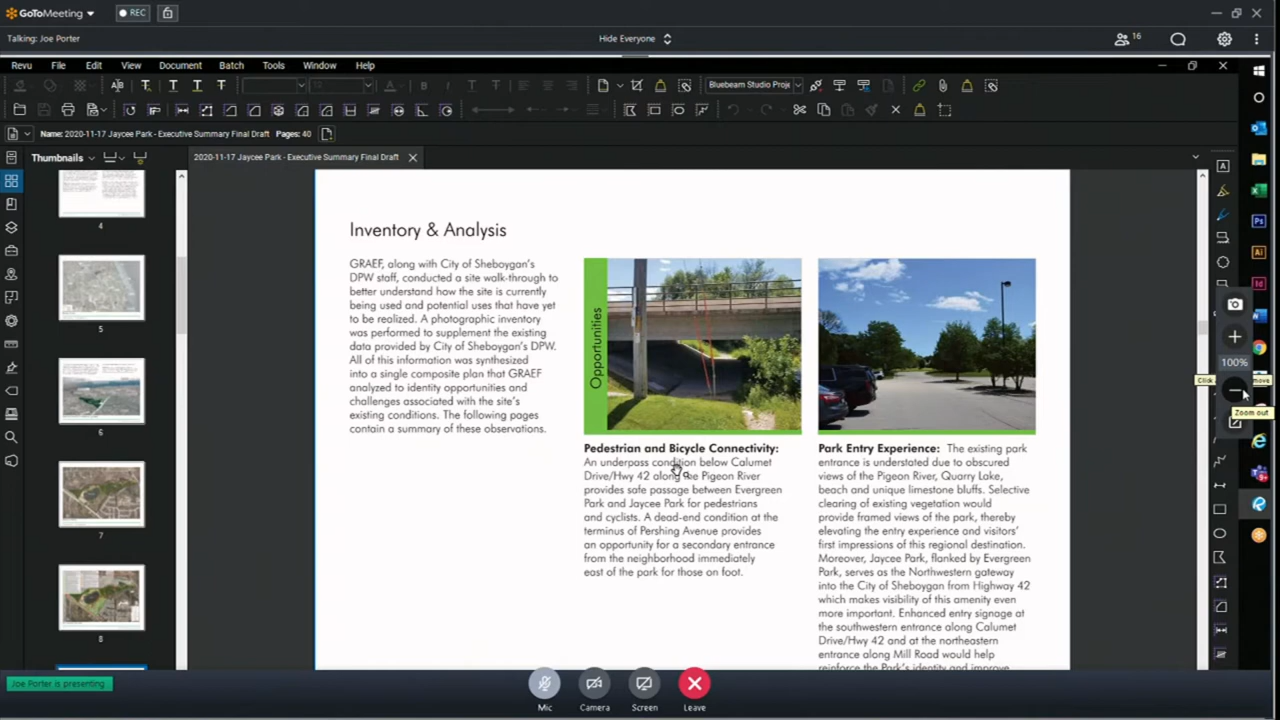 GoToMeeting
REC
Talking: Joe Porter
Hide Everyone
16
Revu File Edit View Document Batch Tools Window Help
Bluebeam Studio Proje
Name: 2020-11-17 Jaycee Park - Executive Summary Final Draft Pages: 40
Thumbnails
2020-11-17 Jaycee Park - Executive Summary Final Draft
4
5
6
7
8
Inventory & Analysis
GRAEF, along with City of Sheboygan's
DPW staff, conducted a site walk-through to
better understand how the site is currently
being used and potential uses that have yet
to be realized. A photographic inventory
was performed to supplement the existing
data provided by City of Sheboygan's DPW.
All of this information was synthesized
into a single composite plan that GRAEF
analyzed to identity opportunities and
challenges associated with the site's
existing conditions. The following pages
contain a summary of these observations.
Opportunities
Pedestrian and Bicycle Connectivity:
An underpass condition below Calumet
Drive/Hwy 42 along the Pigeon River
provides safe passage between Evergreen
Park and Jaycee Park for pedestrians
and cyclists. A dead-end condition at the
terminus of Pershing Avenue provides
an opportunity for a secondary entrance
from the neighborhood immediately
east of the park for those on foot.
Park Entry Experience: The existing park
entrance is understated due to obscured
views of the Pigeon River, Quarry Lake,
beach and unique limestone bluffs. Selective
clearing of existing vegetation would
provide framed views of the park, thereby
elevating the entry experience and visitors'
first impressions of this regional destination.
Moreover, Jaycee Park, flanked by Evergreen
Park, serves as the Northwestern gateway
into the City of Sheboygan from Highway 42
which makes visibility of this amenity even
more important. Enhanced entry signage at
the southwestern entrance along Calumet
Drive/Hwy 42 and at the northeastern
entrance along Mill Road would help
reinforce the Park's identity and improve
100%
Click move
Zoom out
Joe Porter is presenting
Mic Camera Screen Leave